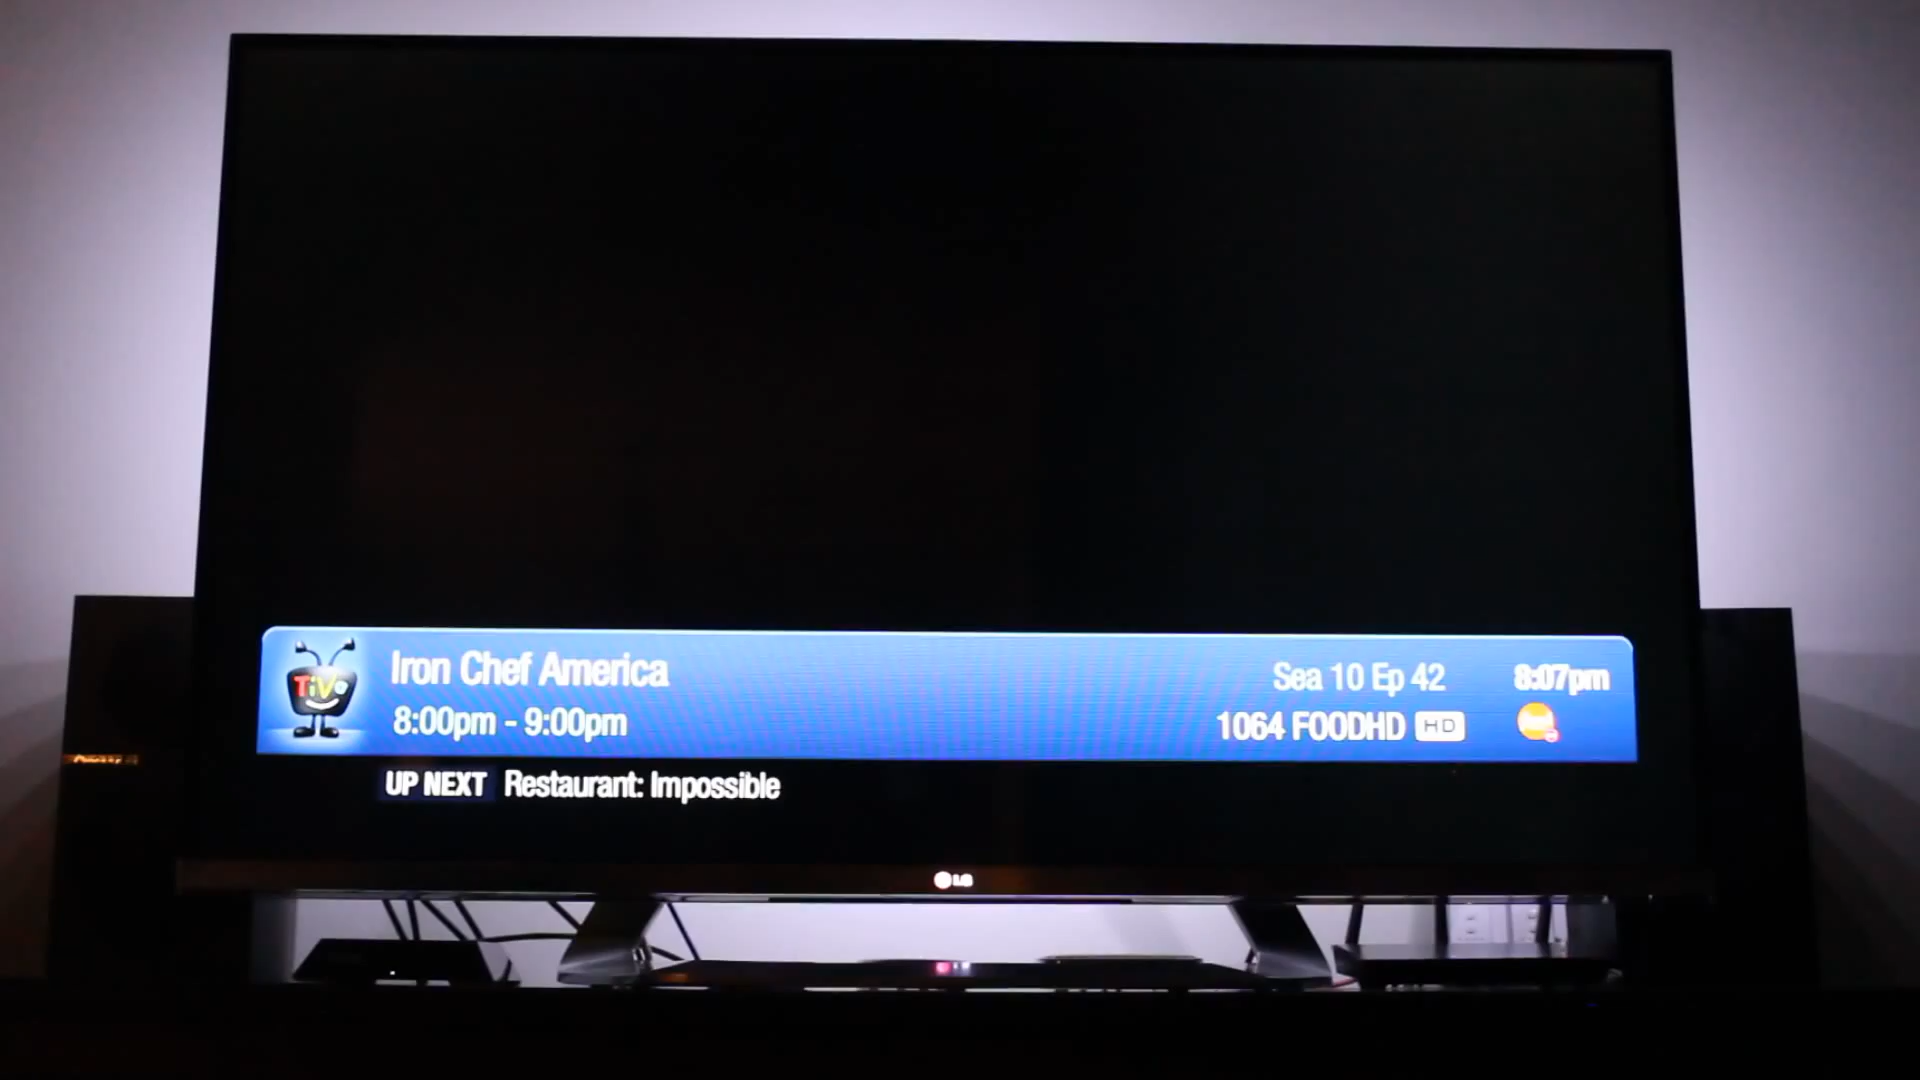 Iron Chef America
8:00pm - 9:00pm
Sea 10 Ep 42
1064 FOODHD HD
8:07pm
TiVo
UP NEXT Restaurant: Impossible
LG